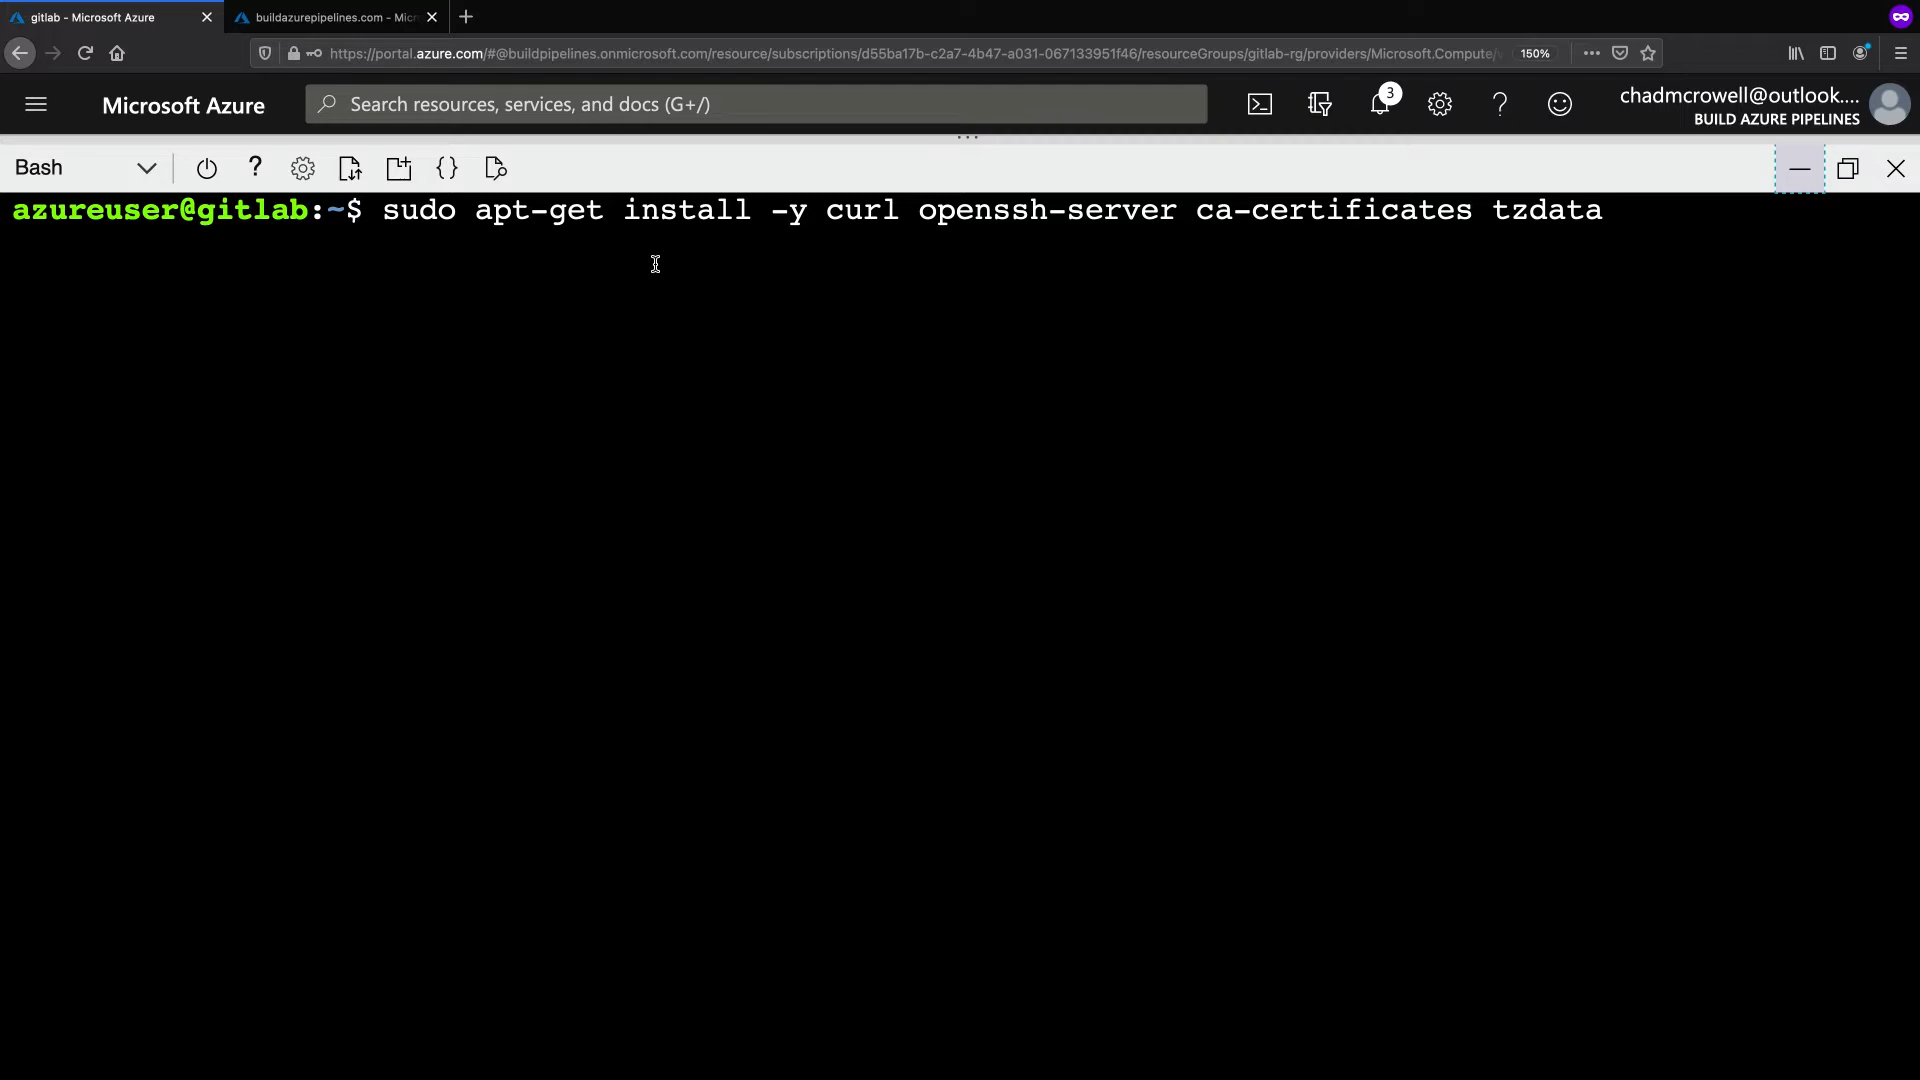 gitlab - Microsoft Azure
buildazurepipelines.com - Mic
https://portal.azure.com/#@buildpipelines.onmicrosoft.com/resource/subscriptions/d55ba17b-c2a7-4b47-a031-067133951f46/resourceGroups/gitlab-rg/providers/Microsoft.Compute/v
150%
Microsoft Azure
Search resources, services, and docs (G+/)
3
chadmcrowell@outlook....
BUILD AZURE PIPELINES
Bash
azureuser@gitlab:~$ sudo apt-get install -y curl openssh-server ca-certificates tzdata